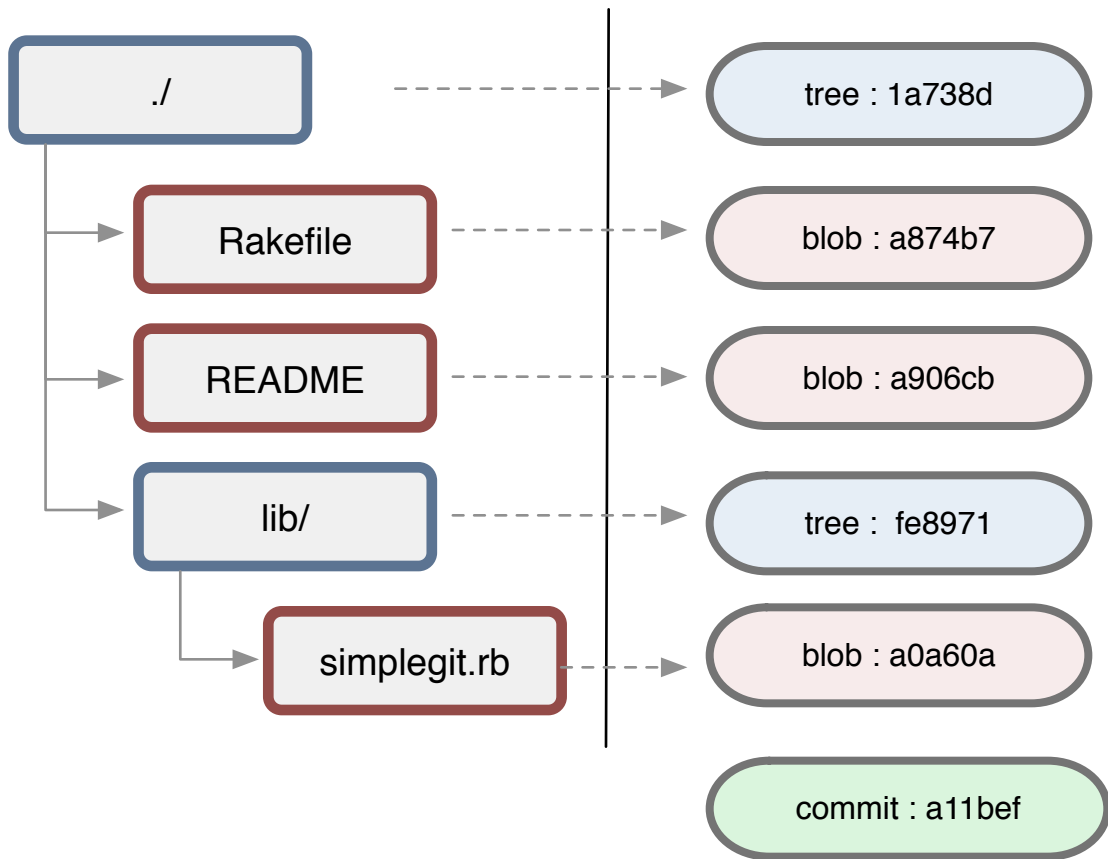 ./
tree : 1a738d
Rakefile
blob : a874b7
README
blob : a906cb
lib/
tree :  fe8971
simplegit.rb
blob : a0a60a
commit : a11bef